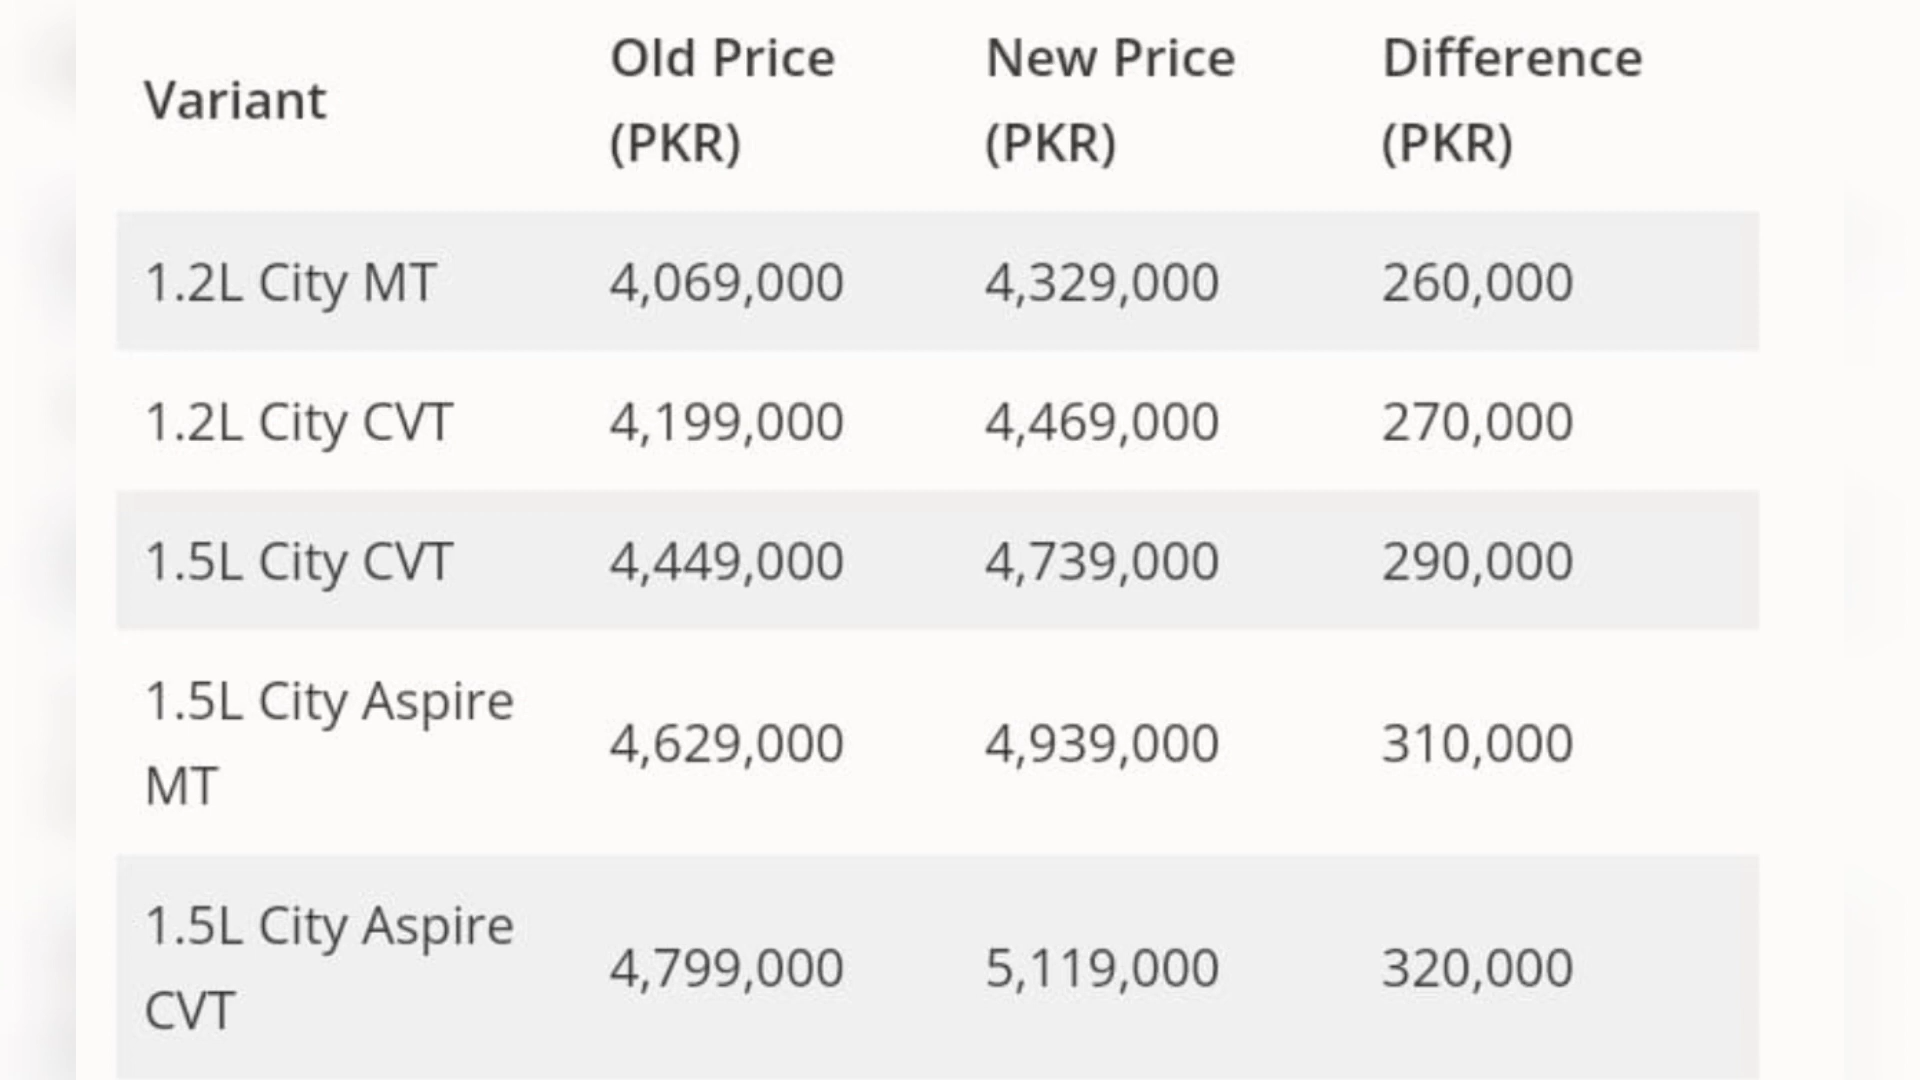 Variant Old Price (PKR) New Price (PKR) Difference (PKR)
1.2L City MT 4,069,000 4,329,000 260,000
1.2L City CVT 4,199,000 4,469,000 270,000
1.5L City CVT 4,449,000 4,739,000 290,000
1.5L City Aspire MT 4,629,000 4,939,000 310,000
1.5L City Aspire CVT 4,799,000 5,119,000 320,000